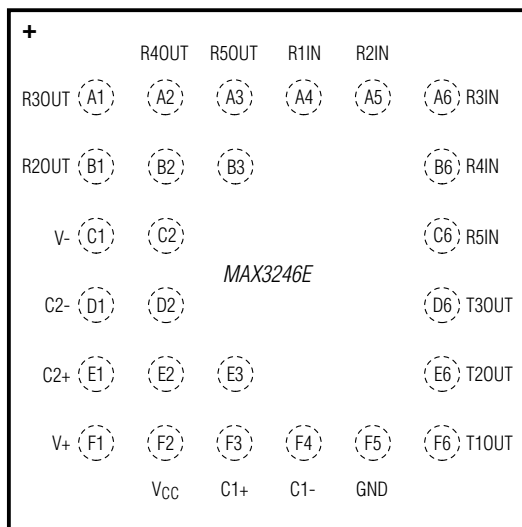 +
R4OUT R5OUT R1IN R2IN
R3OUT A1 A2 A3 A4 A5 A6 R3IN
R2OUT B1 B2 B3 B6 R4IN
V- C1 C2 C6 R5IN
MAX3246E
C2- D1 D2 D6 T3OUT
C2+ E1 E2 E3 E6 T2OUT
V+ F1 F2 F3 F4 F5 F6 T1OUT
VCC C1+ C1- GND